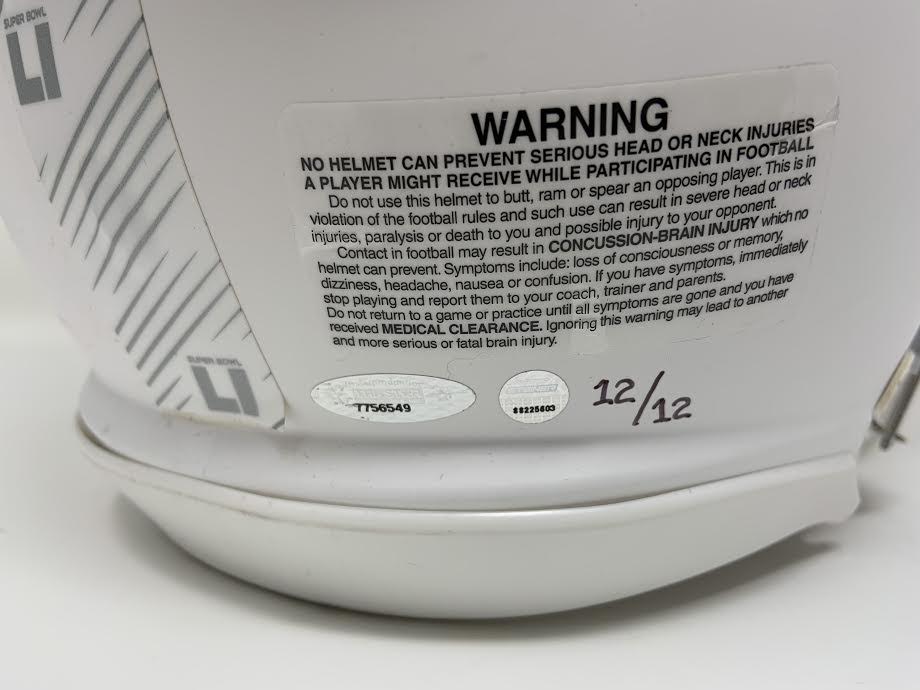 SUPER BOWL
LI
WARNING
NO HELMET CAN PREVENT SERIOUS HEAD OR NECK INJURIES
A PLAYER MIGHT RECEIVE WHILE PARTICIPATING IN FOOTBALL
Do not use this helmet to butt, ram or spear an opposing player. This is in
violation of the football rules and such use can result in severe head or neck
injuries, paralysis or death to you and possible injury to your opponent.
Contact in football may result in CONCUSSION-BRAIN INJURY which no
helmet can prevent. Symptoms include: loss of consciousness or memory,
dizziness, headache, nausea or confusion. If you have symptoms, immediately
stop playing and report them to your coach, trainer and parents.
Do not return to a game or practice until all symptoms are gone and you have
received MEDICAL CLEARANCE. Ignoring this warning may lead to another
and more serious or fatal brain injury.
SUPER BOWL
LI
7756549
SS225603
12/12